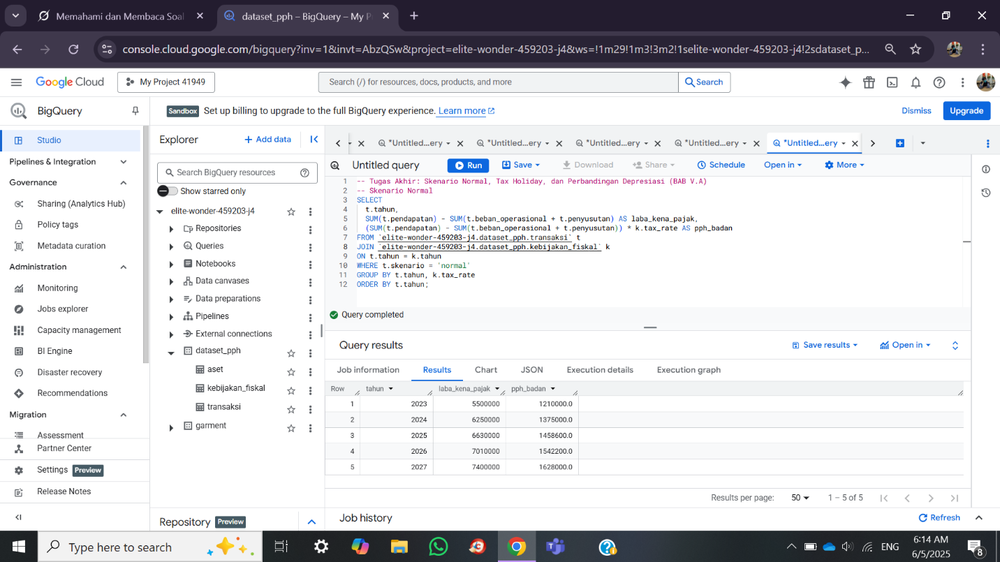 Memahami dan Membaca Soal
dataset_pph – BigQuery – My P
console.cloud.google.com/bigquery?inv=1&invt=AbzQSw&project=elite-wonder-459203-j4&ws=!1m29!1m3!3m2!1selite-wonder-459203-j4!2sdataset_p...
Google Cloud
My Project 41949
Search (/) for resources, docs, products, and more
Search
BigQuery
Sandbox Set up billing to upgrade to the full BigQuery experience. Learn more
Dismiss
Upgrade
Studio
Pipelines & Integration
Governance
Sharing (Analytics Hub)
Policy tags
Metadata curation
Administration
Monitoring
Jobs explorer
Capacity management
BI Engine
Disaster recovery
Recommendations
Migration
Assessment
Partner Center
Settings Preview
Release Notes
Explorer
+ Add data
Search BigQuery resources
Show starred only
elite-wonder-459203-j4
Repositories
Queries
Notebooks
Data canvases
Data preparations
Pipelines
External connections
dataset_pph
aset
kebijakan_fiskal
transaksi
garment
Repository Preview
*Untitled...ery *Untitled...ery *Untitled...ery *Untitled...ery *Untitled...ery
Untitled query Run Save Download Share Schedule Open in More
1 -- Tugas Akhir: Skenario Normal, Tax Holiday, dan Perbandingan Depresiasi (BAB V.A)
2 -- Skenario Normal
3 SELECT
4 t.tahun,
5 SUM(t.pendapatan) - SUM(t.beban_operasional + t.penyusutan) AS laba_kena_pajak,
6 (SUM(t.pendapatan) - SUM(t.beban_operasional + t.penyusutan)) * k.tax_rate AS pph_badan
7 FROM `elite-wonder-459203-j4.dataset_pph.transaksi` t
8 JOIN `elite-wonder-459203-j4.dataset_pph.kebijakan_fiskal` k
9 ON t.tahun = k.tahun
10 WHERE t.skenario = 'normal'
11 GROUP BY t.tahun, k.tax_rate
12 ORDER BY t.tahun;
Query completed
Query results
Save results Open in
Job information Results Chart JSON Execution details Execution graph
Row tahun laba_kena_pajak pph_badan
1 2023 5500000 1210000.0
2 2024 6250000 1375000.0
3 2025 6630000 1458600.0
4 2026 7010000 1542200.0
5 2027 7400000 1628000.0
Results per page: 50 1 – 5 of 5
Job history
Refresh
Type here to search
ENG
6:14 AM
6/5/2025
8